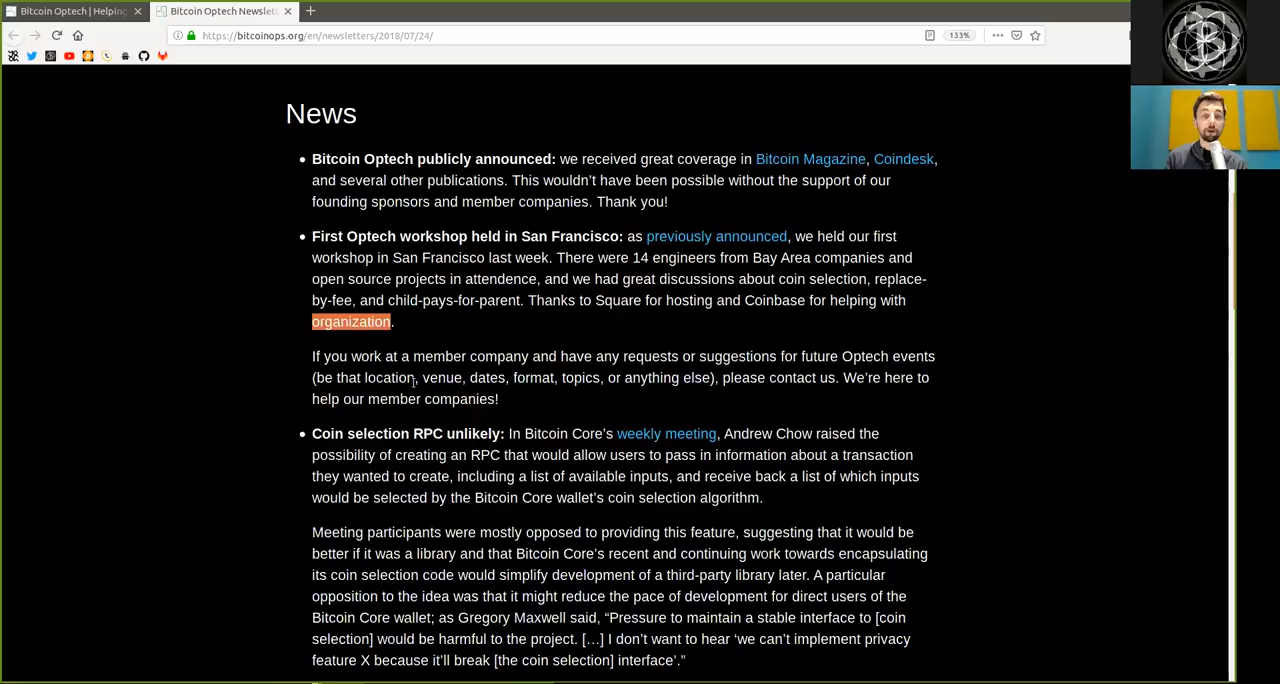 Bitcoin Optech | Helping
Bitcoin Optech Newslett
https://bitcoinops.org/en/newsletters/2018/07/24/
133%
News
Bitcoin Optech publicly announced: we received great coverage in Bitcoin Magazine, Coindesk,
and several other publications. This wouldn't have been possible without the support of our
founding sponsors and member companies. Thank you!
First Optech workshop held in San Francisco: as previously announced, we held our first
workshop in San Francisco last week. There were 14 engineers from Bay Area companies and
open source projects in attendence, and we had great discussions about coin selection, replace-
by-fee, and child-pays-for-parent. Thanks to Square for hosting and Coinbase for helping with
organization.
If you work at a member company and have any requests or suggestions for future Optech events
(be that location, venue, dates, format, topics, or anything else), please contact us. We're here to
help our member companies!
Coin selection RPC unlikely: In Bitcoin Core's weekly meeting, Andrew Chow raised the
possibility of creating an RPC that would allow users to pass in information about a transaction
they wanted to create, including a list of available inputs, and receive back a list of which inputs
would be selected by the Bitcoin Core wallet's coin selection algorithm.
Meeting participants were mostly opposed to providing this feature, suggesting that it would be
better if it was a library and that Bitcoin Core's recent and continuing work towards encapsulating
its coin selection code would simplify development of a third-party library later. A particular
opposition to the idea was that it might reduce the pace of development for direct users of the
Bitcoin Core wallet; as Gregory Maxwell said, “Pressure to maintain a stable interface to [coin
selection] would be harmful to the project. […] I don't want to hear ‘we can't implement privacy
feature X because it'll break [the coin selection] interface’.”